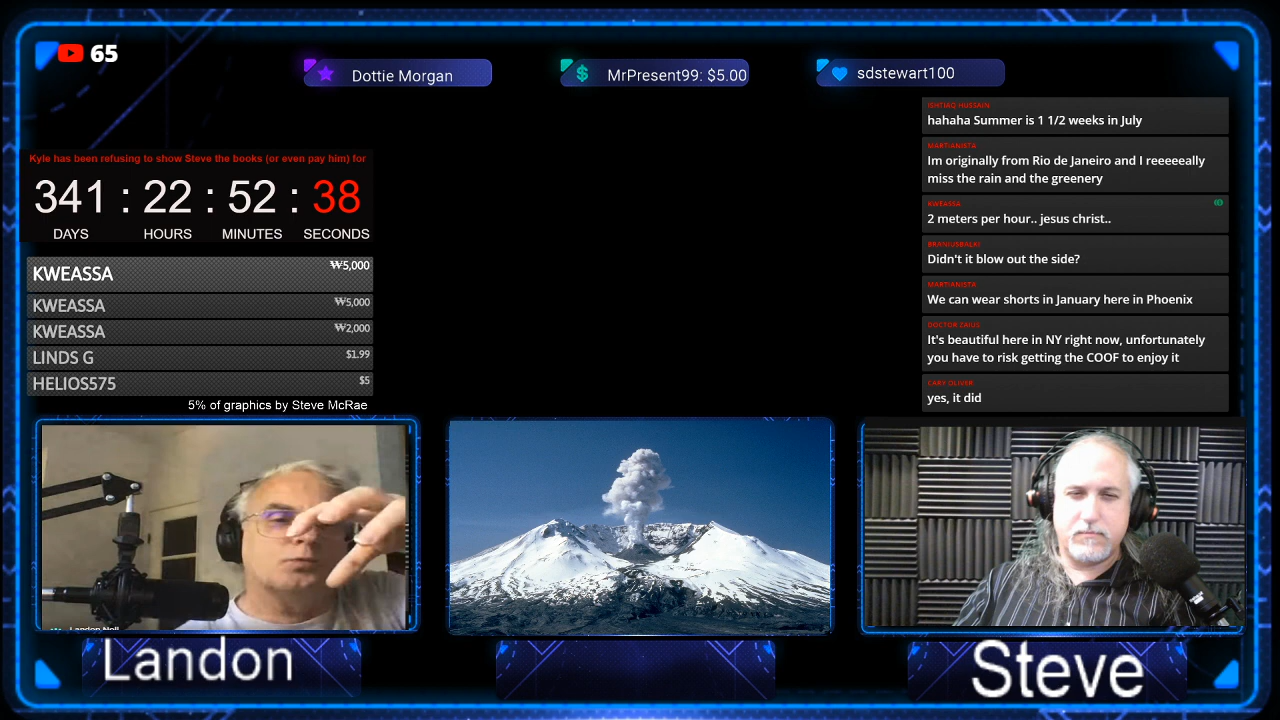 65
Dottie Morgan
MrPresent99: $5.00
sdstewart100
Kyle has been refusing to show Steve the books (or even pay him) for
341 : 22 : 52 : 38
DAYS HOURS MINUTES SECONDS
KWEASSA ₩5,000
KWEASSA ₩5,000
KWEASSA ₩2,000
LINDS G $1.99
HELIOS575 $5
5% of graphics by Steve McRae
ISHTIAQ HUSSAIN
hahaha Summer is 1 1/2 weeks in July
MARTIANISTA
Im originally from Rio de Janeiro and I reeeeeally
miss the rain and the greenery
KWEASSA
2 meters per hour.. jesus christ..
Didn't it blow out the side?
MARTIANISTA
We can wear shorts in January here in Phoenix
DOCTOR ZAIUS
It's beautiful here in NY right now, unfortunately
you have to risk getting the COOF to enjoy it
CARY OLIVER
yes, it did
Landon
Steve